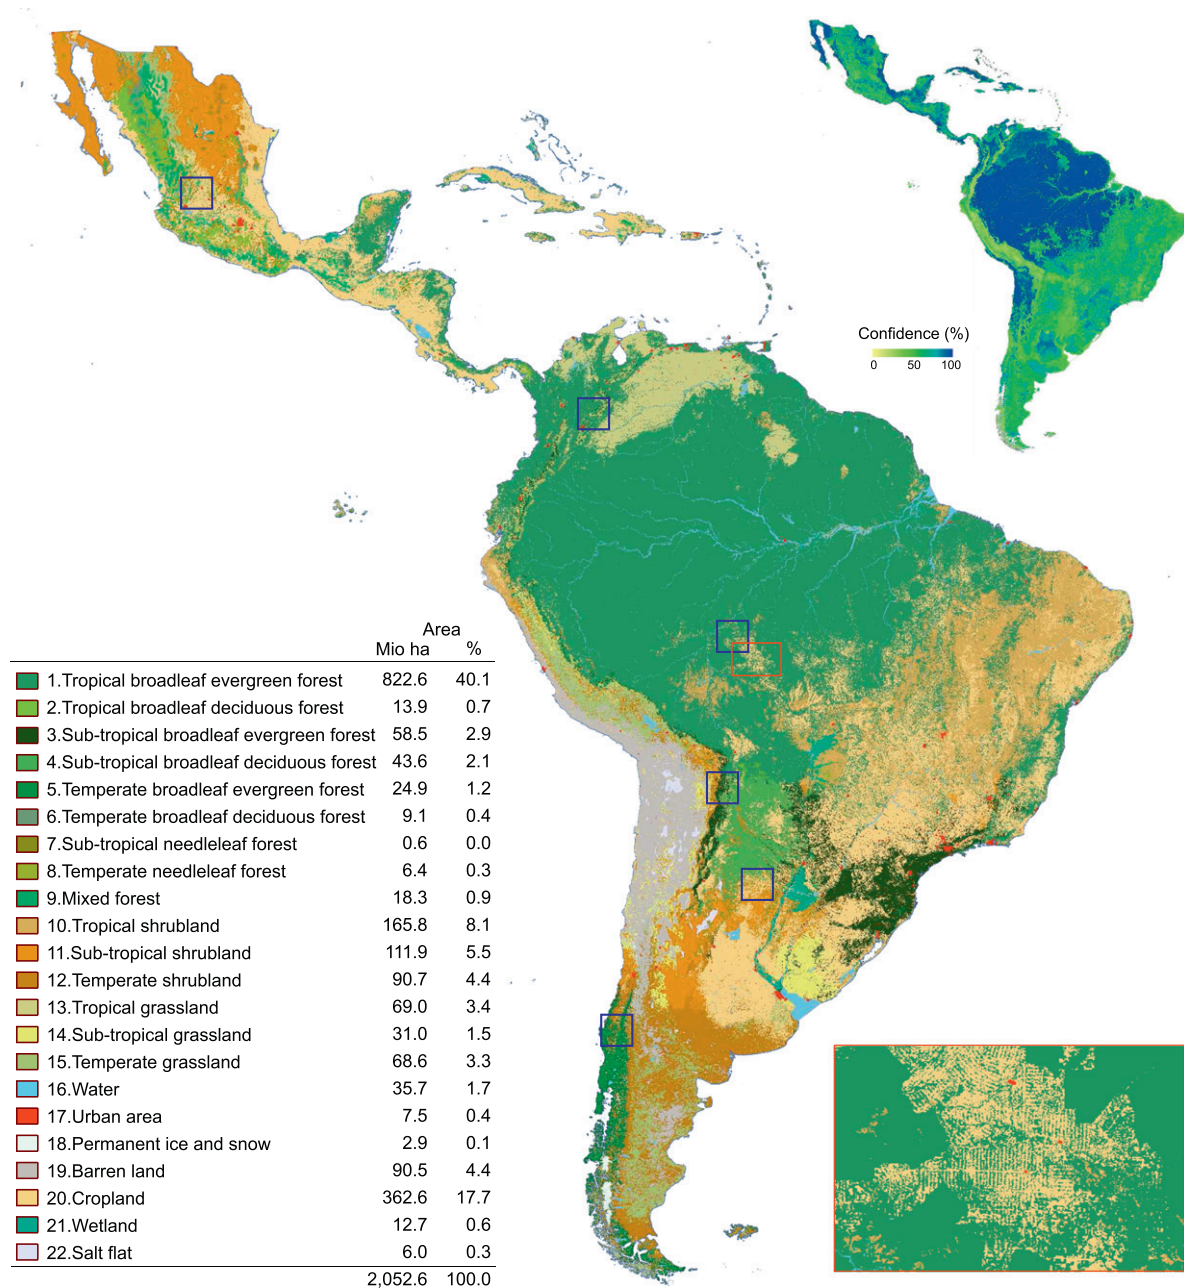 Confidence (%)
0 50 100
Area
Mio ha %
1.Tropical broadleaf evergreen forest 822.6 40.1
2.Tropical broadleaf deciduous forest 13.9 0.7
3.Sub-tropical broadleaf evergreen forest 58.5 2.9
4.Sub-tropical broadleaf deciduous forest 43.6 2.1
5.Temperate broadleaf evergreen forest 24.9 1.2
6.Temperate broadleaf deciduous forest 9.1 0.4
7.Sub-tropical needleleaf forest 0.6 0.0
8.Temperate needleleaf forest 6.4 0.3
9.Mixed forest 18.3 0.9
10.Tropical shrubland 165.8 8.1
11.Sub-tropical shrubland 111.9 5.5
12.Temperate shrubland 90.7 4.4
13.Tropical grassland 69.0 3.4
14.Sub-tropical grassland 31.0 1.5
15.Temperate grassland 68.6 3.3
16.Water 35.7 1.7
17.Urban area 7.5 0.4
18.Permanent ice and snow 2.9 0.1
19.Barren land 90.5 4.4
20.Cropland 362.6 17.7
21.Wetland 12.7 0.6
22.Salt flat 6.0 0.3
2,052.6 100.0